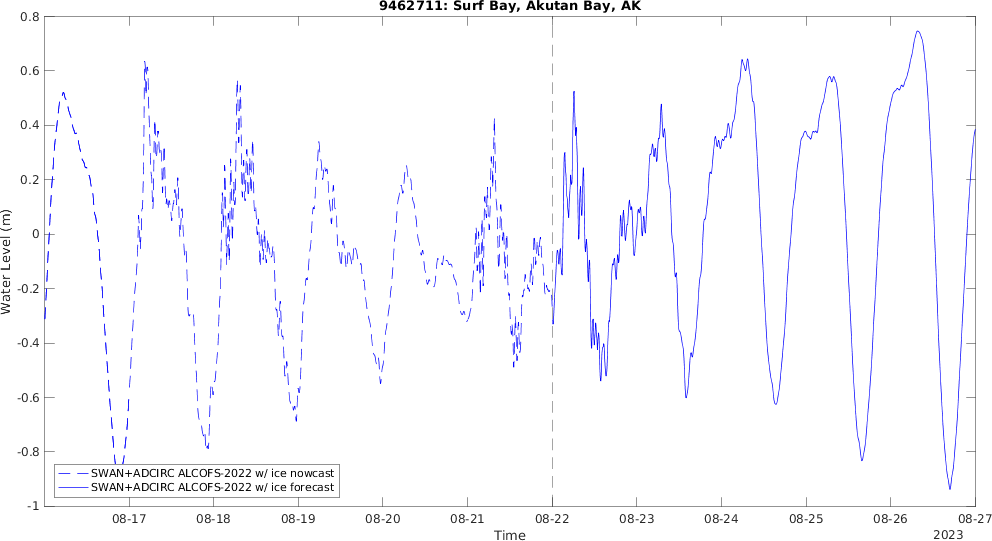 9462711: Surf Bay, Akutan Bay, AK
0.8
0.6
0.4
0.2
0
-0.2
-0.4
-0.6
-0.8
-1
Water Level (m)
SWAN+ADCIRC ALCOFS-2022 w/ ice nowcast
SWAN+ADCIRC ALCOFS-2022 w/ ice forecast
08-17 08-18 08-19 08-20 08-21 08-22 08-23 08-24 08-25 08-26 08-27
Time
2023